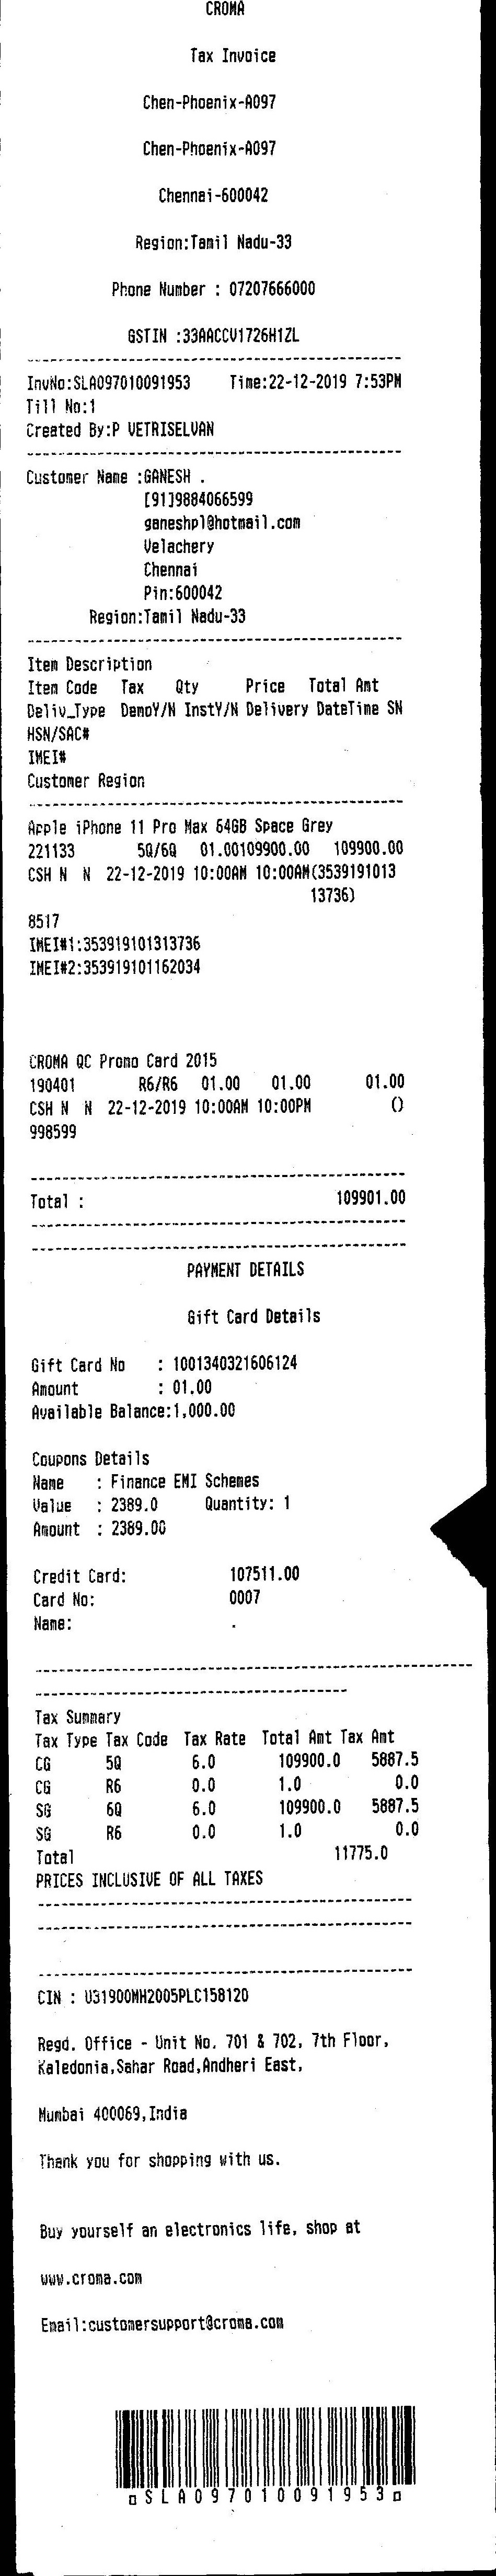 CROMA
Tax Invoice
Chen-Phoenix-A097
Chen-Phoenix-A097
Chennai-600042
Region:Tamil Nadu-33
Phone Number : 07207666000
GSTIN :33AACCV1726H1ZL
InvNo:SLA097010091953 Time:22-12-2019 7:53PM
Till No:1
Created By:P VETRISELVAN
Customer Name :GANESH .
[91]9884066599
ganeshpl@hotmail.com
Velachery
Chennai
Pin:600042
Region:Tamil Nadu-33
Item Description
Item Code Tax Qty Price Total Amt
Deliv_Type DemoY/N InstY/N Delivery DateTime SN
HSN/SAC#
IMEI#
Customer Region
Apple iPhone 11 Pro Max 64GB Space Grey
221133 5Q/6Q 01.00109900.00 109900.00
CSH N N 22-12-2019 10:00AM 10:00AM(3539191013
13736)
8517
IMEI#1:353919101313736
IMEI#2:353919101162034
CROMA QC Promo Card 2015
190401 R6/R6 01.00 01.00 01.00
CSH N N 22-12-2019 10:00AM 10:00PM ()
998599
Total : 109901.00
PAYMENT DETAILS
Gift Card Details
Gift Card No : 1001340321606124
Amount : 01.00
Available Balance:1,000.00
Coupons Details
Name : Finance EMI Schemes
Value : 2389.0 Quantity: 1
Amount : 2389.00
Credit Card: 107511.00
Card No: 0007
Name: .
Tax Summary
Tax Type Tax Code Tax Rate Total Amt Tax Amt
CG 5Q 6.0 109900.0 5887.5
CG R6 0.0 1.0 0.0
SG 6Q 6.0 109900.0 5887.5
SG R6 0.0 1.0 0.0
Total 11775.0
PRICES INCLUSIVE OF ALL TAXES
CIN : U31900MH2005PLC158120
Regd. Office - Unit No. 701 & 702, 7th Floor,
Kaledonia,Sahar Road,Andheri East,
Mumbai 400069,India
Thank you for shopping with us.
Buy yourself an electronics life, shop at
www.croma.com
Email:customersupport@croma.com
SLA097010091953